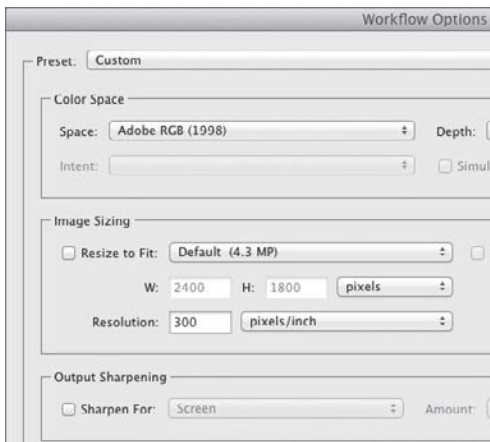 Workflow Options
Preset: Custom
Color Space
Space: Adobe RGB (1998) Depth:
Intent: Simul
Image Sizing
Resize to Fit: Default (4.3 MP)
W: 2400 H: 1800 pixels
Resolution: 300 pixels/inch
Output Sharpening
Sharpen For: Screen Amount: